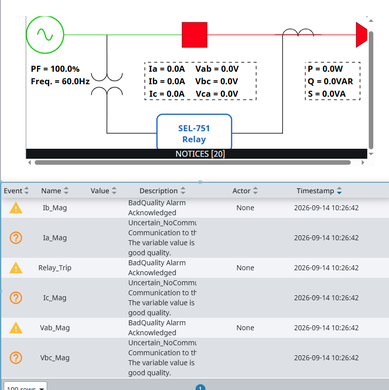 PF = 100.0%
Freq. = 60.0Hz
Ia = 0.0A Vab = 0.0V
Ib = 0.0A Vbc = 0.0V
Ic = 0.0A Vca = 0.0V
P = 0.0W
Q = 0.0VAR
S = 0.0VA
SEL-751
Relay
NOTICES [20]
Event Name Value Description Actor Timestamp
Ib_Mag BadQuality Alarm Acknowledged None 2026-09-14 10:26:42
Ia_Mag Uncertain_NoCommu
Communication to th
The variable value is
good quality. 2026-09-14 10:26:42
Relay_Trip BadQuality Alarm Acknowledged None 2026-09-14 10:26:42
Ic_Mag Uncertain_NoCommu
Communication to th
The variable value is
good quality. 2026-09-14 10:26:42
Vab_Mag BadQuality Alarm Acknowledged None 2026-09-14 10:26:42
Vbc_Mag Uncertain_NoCommu
Communication to th
The variable value is
good quality. 2026-09-14 10:26:42
100 rows 1